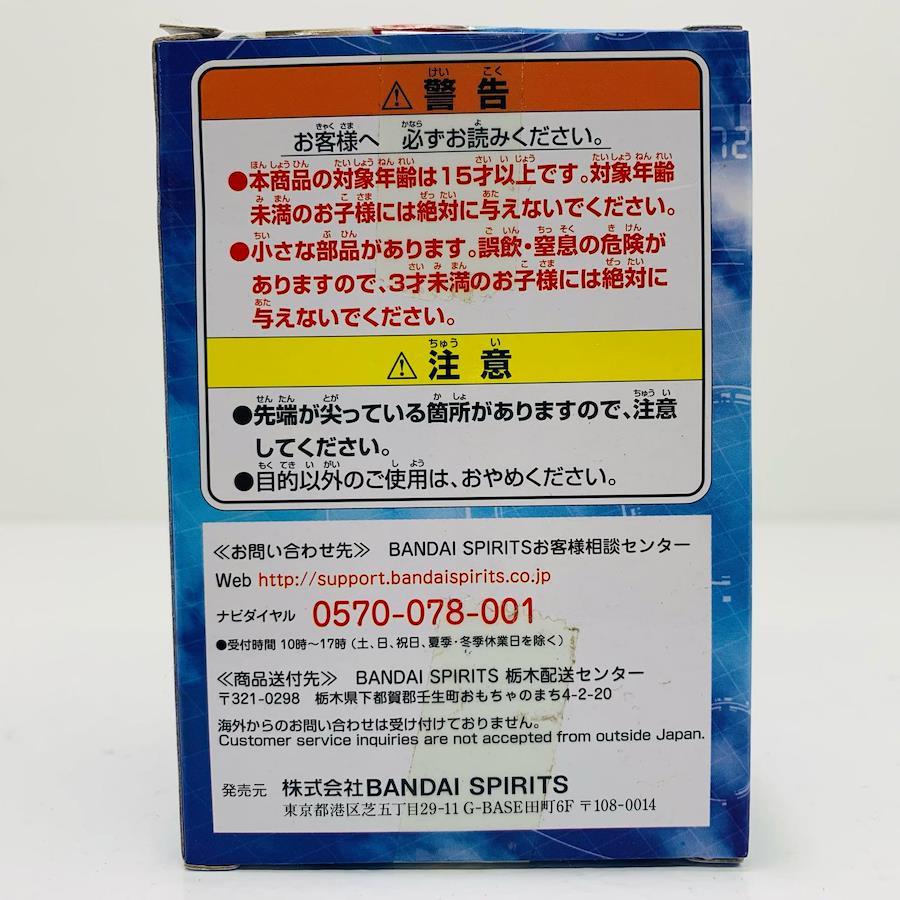 ⚠警告
お客様へ 必ずお読みください。
●本商品の対象年齢は15才以上です。対象年齢
未満のお子様には絶対に与えないでください。
●小さな部品があります。誤飲・窒息の危険が
ありますので、3才未満のお子様には絶対に
与えないでください。
⚠注意
●先端が尖っている箇所がありますので、注意
してください。
●目的以外のご使用は、おやめください。
≪お問い合わせ先≫ BANDAI SPIRITSお客様相談センター
Web http://support.bandaispirits.co.jp
ナビダイヤル 0570-078-001
●受付時間 10時〜17時（土、日、祝日、夏季・冬季休業日を除く）
≪商品送付先≫ BANDAI SPIRITS 栃木配送センター
〒321-0298 栃木県下都賀郡壬生町おもちゃのまち4-2-20
海外からのお問い合わせは受け付けておりません。
Customer service inquiries are not accepted from outside Japan.
発売元 株式会社BANDAI SPIRITS
東京都港区芝五丁目29-11 G-BASE田町6F 〒108-0014